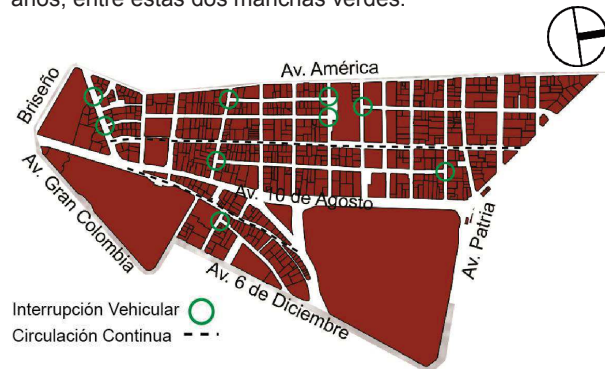 años, entre estas dos manchas verdes.
Av. América
Briseño
Av. Gran Colombia
Av. 10 de Agosto
Av. Patria
Av. 6 de Diciembre
Interrupción Vehicular
Circulación Continua